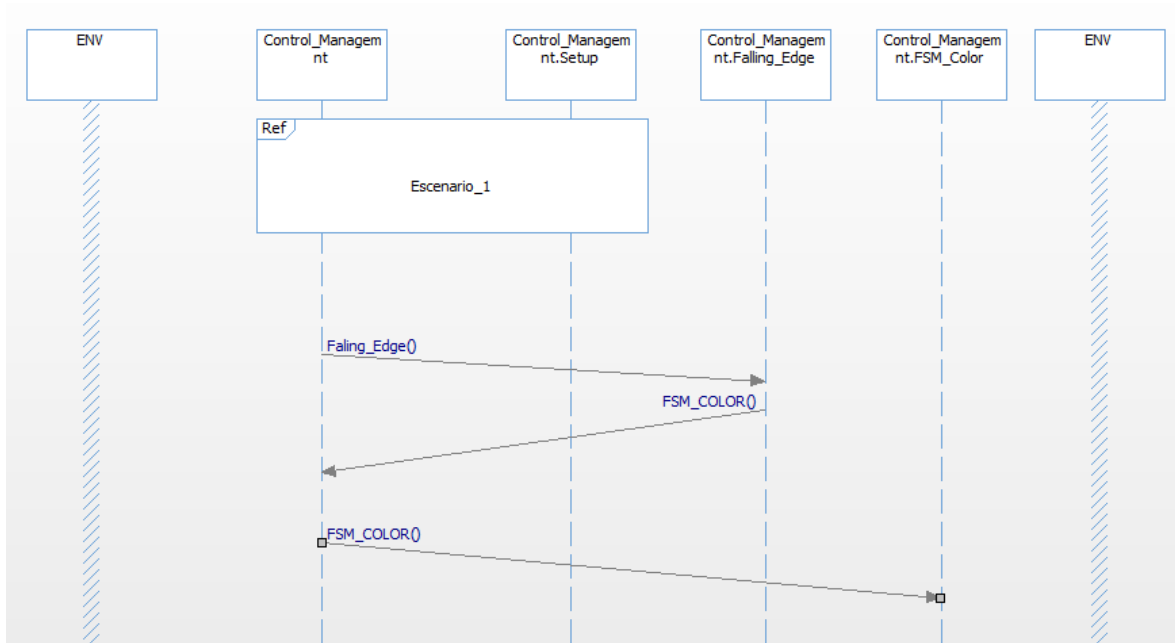 ENV
Control_Managem
nt
Control_Managem
nt.Setup
Control_Managem
nt.Falling_Edge
Control_Managem
nt.FSM_Color
ENV
Ref
Escenario_1
Faling_Edge()
FSM_COLOR()
FSM_COLOR()